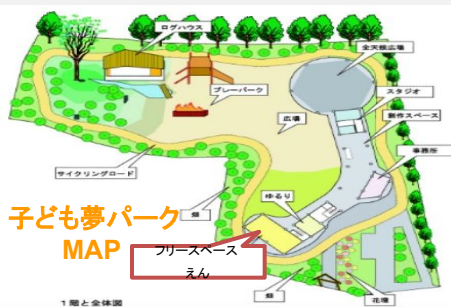 ログハウス
全天候広場
プレーパーク
スタジオ
広場
創作スペース
事務所
サイクリングロード
畑
ゆるり
子ども夢パーク
MAP
フリースペース
えん
畑
花壇
1階と全体図